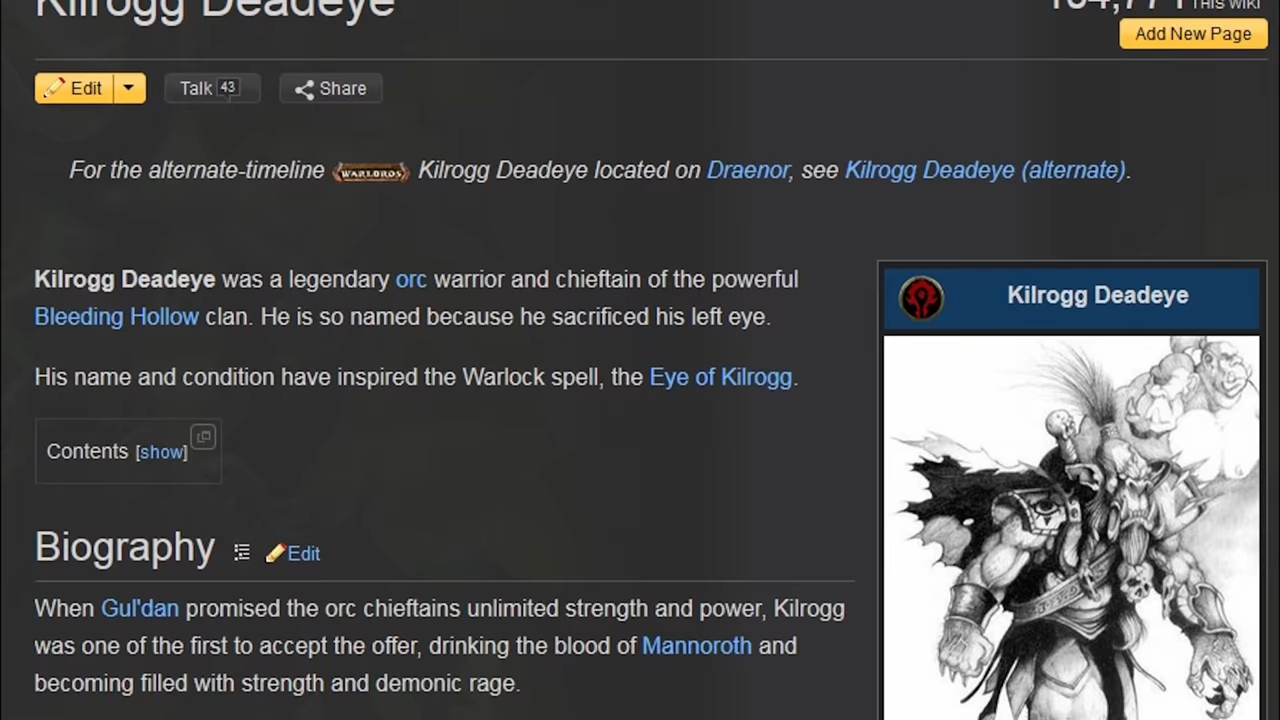 Kilrogg Deadeye
THIS WIKI
Add New Page
Edit
Talk 43
Share
For the alternate-timeline WARLORDS Kilrogg Deadeye located on Draenor, see Kilrogg Deadeye (alternate).
Kilrogg Deadeye was a legendary orc warrior and chieftain of the powerful
Bleeding Hollow clan. He is so named because he sacrificed his left eye.
His name and condition have inspired the Warlock spell, the Eye of Kilrogg.
Contents [show]
Kilrogg Deadeye
Biography Edit
When Gul'dan promised the orc chieftains unlimited strength and power, Kilrogg
was one of the first to accept the offer, drinking the blood of Mannoroth and
becoming filled with strength and demonic rage.